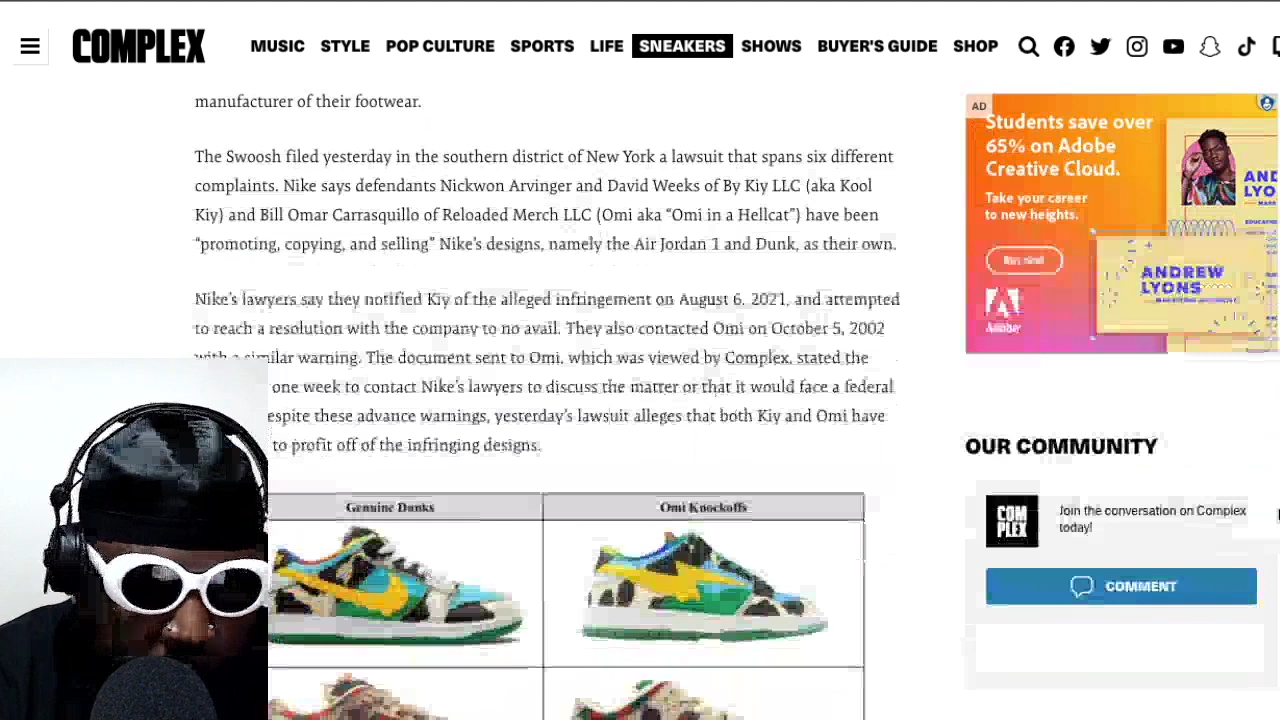 COMPLEX
MUSIC STYLE POP CULTURE SPORTS LIFE SNEAKERS SHOWS BUYER'S GUIDE SHOP
manufacturer of their footwear.
The Swoosh filed yesterday in the southern district of New York a lawsuit that spans six different
complaints. Nike says defendants Nickwon Arvinger and David Weeks of By Kiy LLC (aka Kool
Kiy) and Bill Omar Carrasquillo of Reloaded Merch LLC (Omi aka “Omi in a Hellcat”) have been
“promoting, copying, and selling” Nike's designs, namely the Air Jordan 1 and Dunk, as their own.
Nike's lawyers say they notified Kiy of the alleged infringement on August 6, 2021, and attempted
to reach a resolution with the company to no avail. They also contacted Omi on October 5, 2002
with a similar warning. The document sent to Omi, which was viewed by Complex, stated the
one week to contact Nike's lawyers to discuss the matter or that it would face a federal
espite these advance warnings, yesterday's lawsuit alleges that both Kiy and Omi have
to profit off of the infringing designs.
Genuine Dunks Omi Knockoffs
AD
Students save over
65% on Adobe
Creative Cloud.
Take your career
to new heights.
Buy now
Adobe
AND
LYO
ANDREW
LYONS
OUR COMMUNITY
COM
PLEX
Join the conversation on Complex
today!
COMMENT